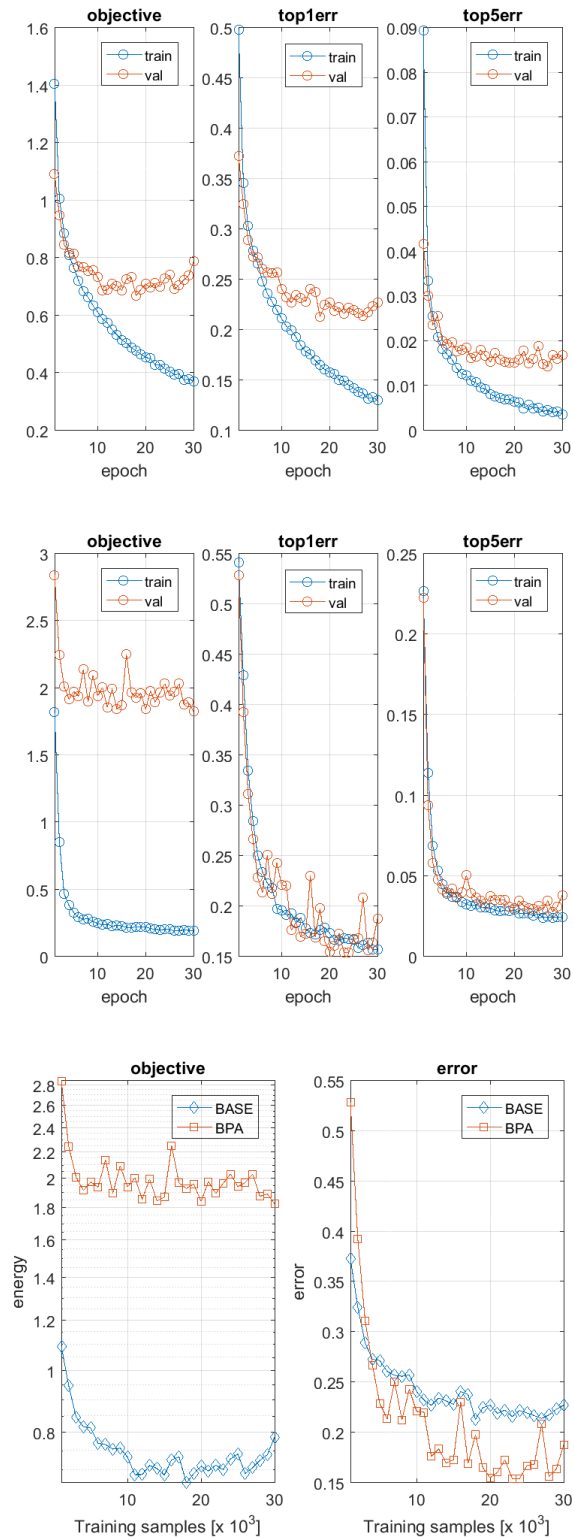 objective top1err top5err
1.6 0.5 0.09
train train train
val val val
0.08
1.4 0.45
0.07
1.2 0.4
0.06
1 0.35 0.05
0.04
0.8 0.3
0.03
0.6 0.25
0.02
0.4 0.2
0.15 0.01
0.2 0.1 0
10 20 30 10 20 30 10 20 30
epoch epoch epoch
objective top1err top5err
3 0.55 0.25
train train train
val val val
0.5
2.5 0.2
0.45
2 0.4
0.15
1.5 0.35
0.3 0.1
1
0.25
0.5 0.05
0.2
0 0.15 0
10 20 30 10 20 30 10 20 30
epoch epoch epoch
objective error
2.8 0.55
BASE BASE
2.6 BPA BPA
2.4 0.5
2.2
2 0.45
1.8
0.4
1.6
1.4 0.35
energy error
1.2 0.3
1 0.25
0.8 0.2
0.15
10 20 30 10 20 30
Training samples [x 10³] Training samples [x 10³]